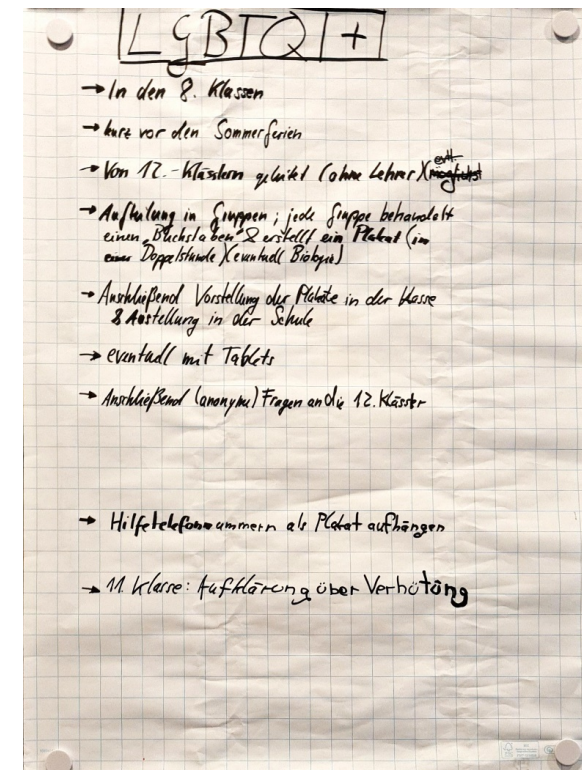 LGBTQI+
→ In den 8. Klassen
→ kurz vor den Sommerferien
→ Von 12.-Klässlern geleitet (ohne Lehrer)(evtl.
→ Aufteilung in Gruppen; jede Gruppe behandelt
einen „Buchstaben" & erstellt ein Plakat (in
Doppelstunde)(eventuell Biologie)
→ Anschließend Vorstellung der Plakate in der Klasse
& Austellung in der Schule
→ eventuell mit Tablets
→ Anschließend (anonyme) Fragen an die 12. Klässler
→ Hilfetelefonnummern als Plakat aufhängen
→ 11. Klasse: Aufklärung über Verhütung